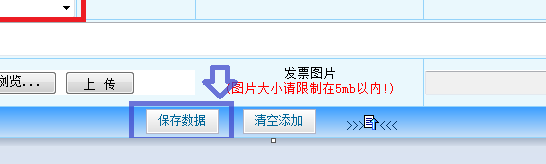 浏览...
上 传
发票图片
(图片大小请限制在5mb以内!)
保存数据
清空添加
>>>
<<<